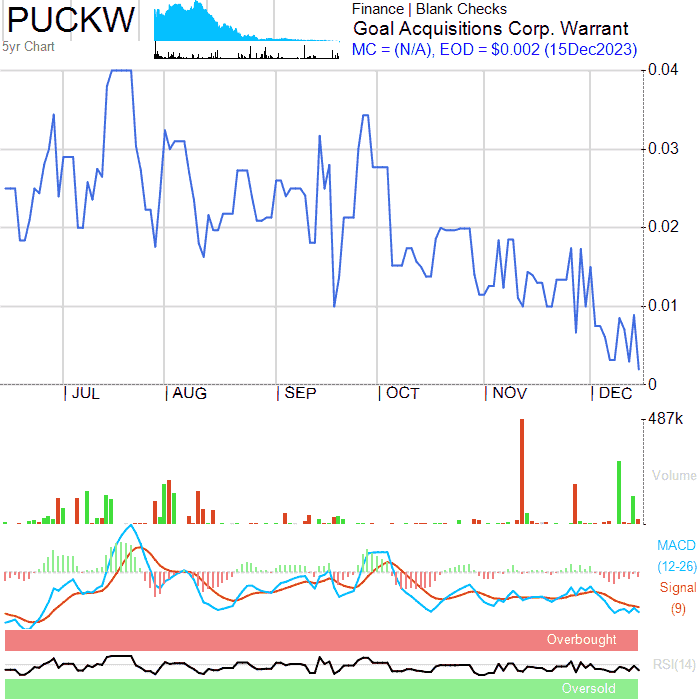 PUCKW
5yr Chart
Finance | Blank Checks
Goal Acquisitions Corp. Warrant
MC = (N/A), EOD = $0.002 (15Dec2023)
0.04
0.03
0.02
0.01
0
JUL AUG SEP OCT NOV DEC
487k
Volume
MACD
(12-26)
Signal
(9)
Overbought
RSI(14)
Oversold